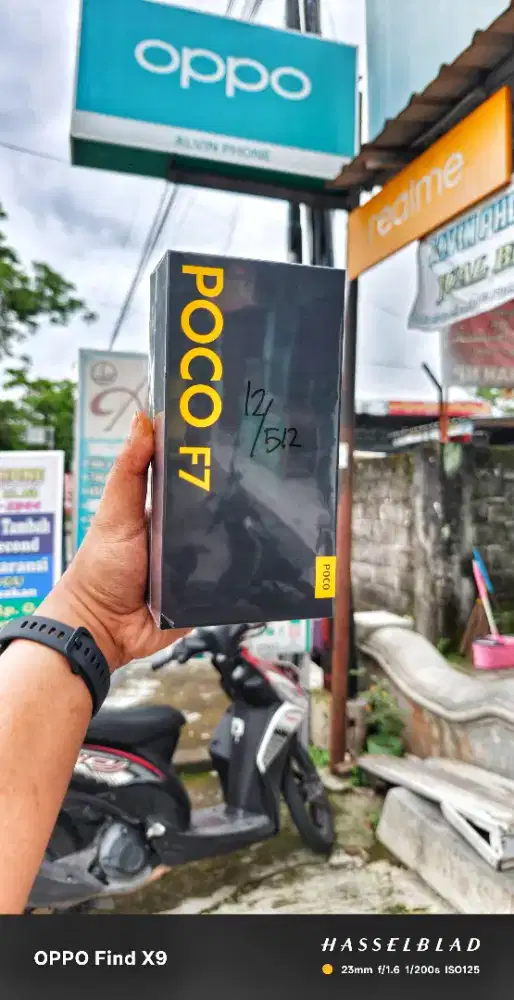 oppo
ALVIN PHONE
realme
POCO F7
12/512
POCO
Tambah
OPPO Find X9
HASSELBLAD
23mm f/1.6 1/200s ISO125